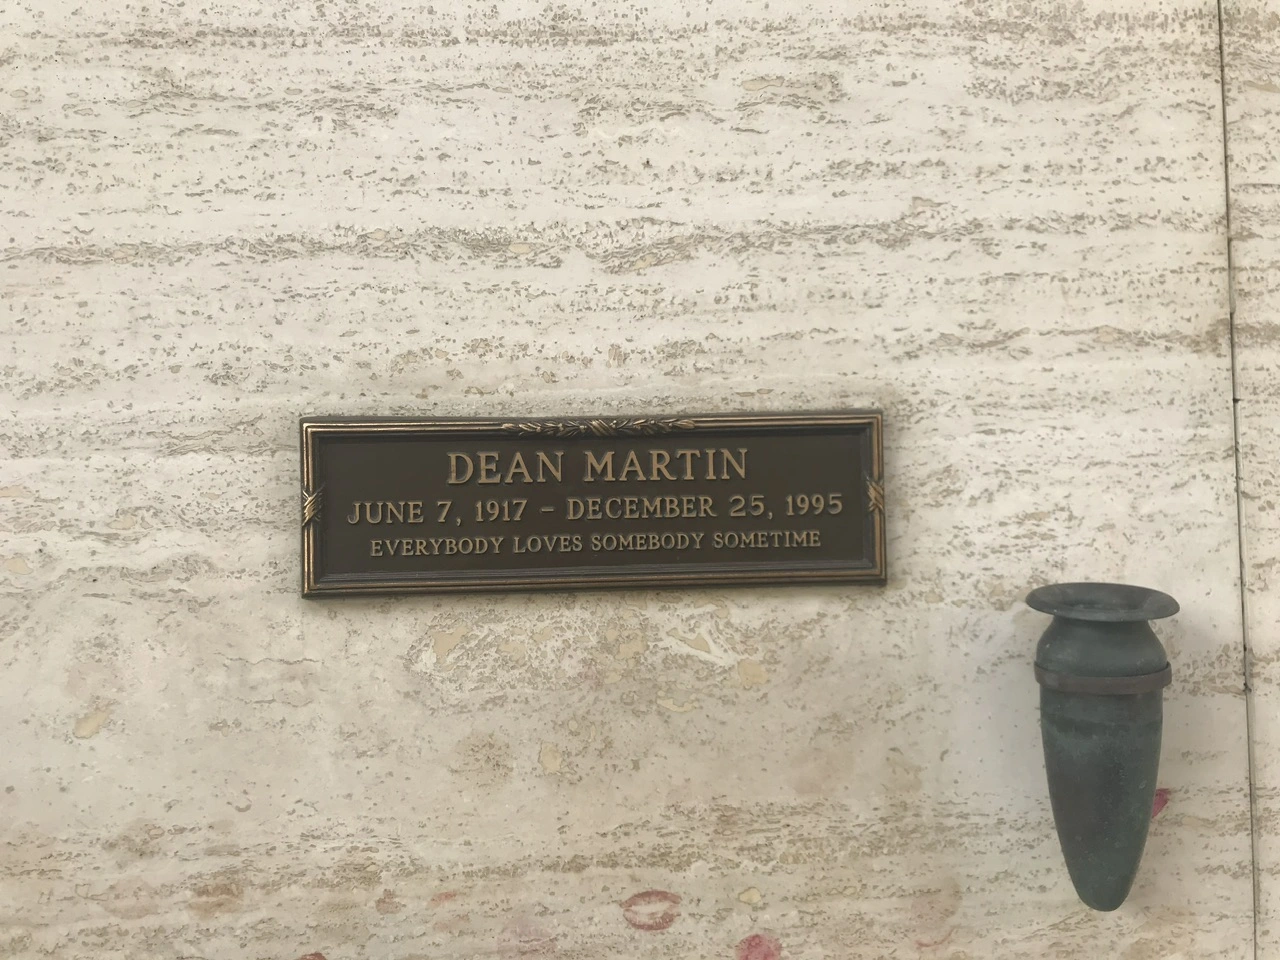 DEAN MARTIN
JUNE 7, 1917 – DECEMBER 25, 1995
EVERYBODY LOVES SOMEBODY SOMETIME